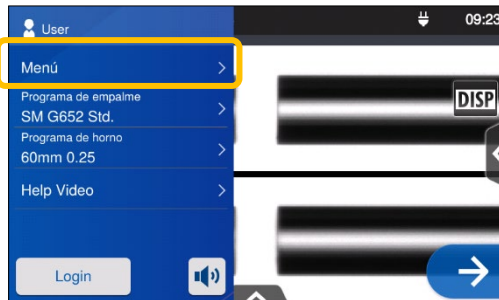 User
09:23
Menú
Programa de empalme
SM G652 Std.
DISP
Programa de horno
60mm 0.25
Help Video
Login